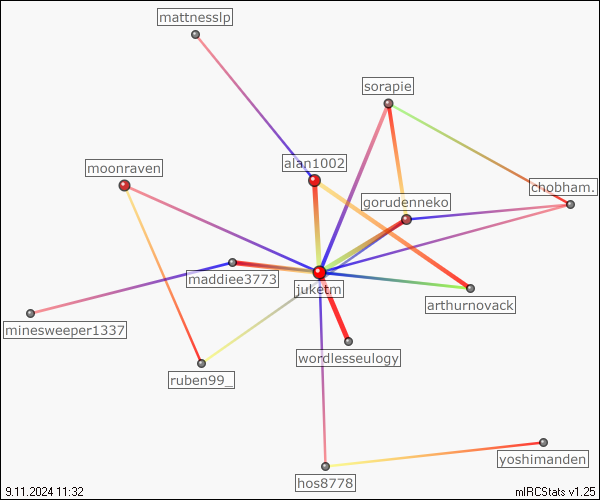 mattnesslp
sorapie
alan1002
moonraven
chobham.
gorudenneko
maddiee3773
juketm
arthurnovack
minesweeper1337
wordlesseulogy
ruben99_
yoshimanden
hos8778
9.11.2024 11:32
mIRCStats v1.25